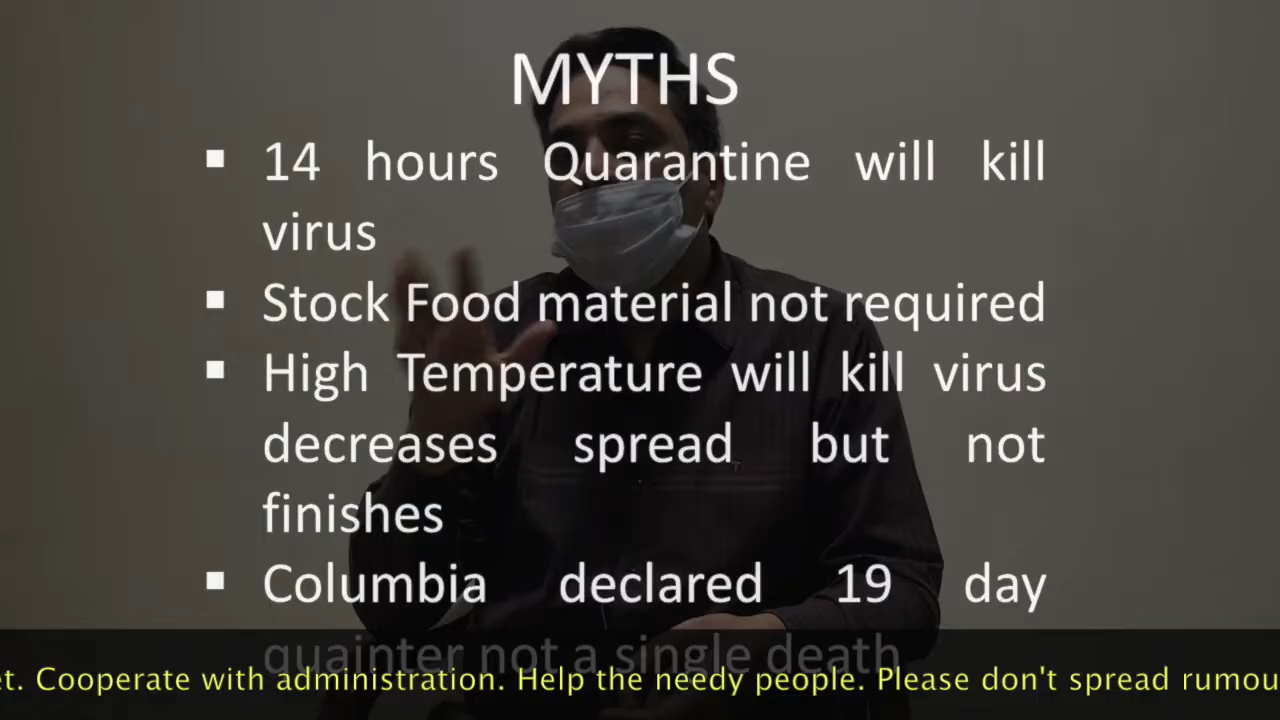 MYTHS
▪ 14 hours Quarantine will kill
virus
▪ Stock Food material not required
▪ High Temperature will kill virus
decreases spread but not
finishes
▪ Columbia declared 19 day
quainter not a single death
et. Cooperate with administration. Help the needy people. Please don't spread rumou